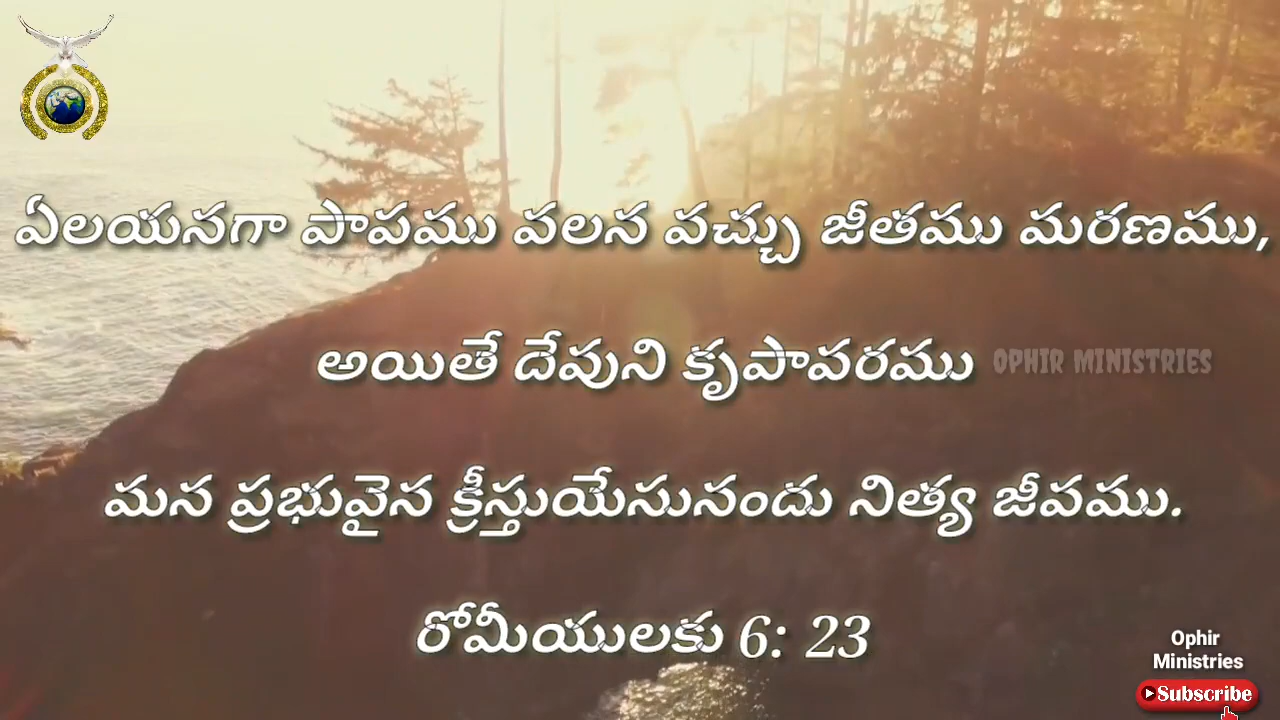 ఏలయనగా పాపము వలన వచ్చు జీతము మరణము,
అయితే దేవుని కృపావరము
OPHIR MINISTRIES
మన ప్రభువైన క్రీస్తుయేసునందు నిత్య జీవము.
రోమీయులకు 6: 23
Ophir
Ministries
Subscribe